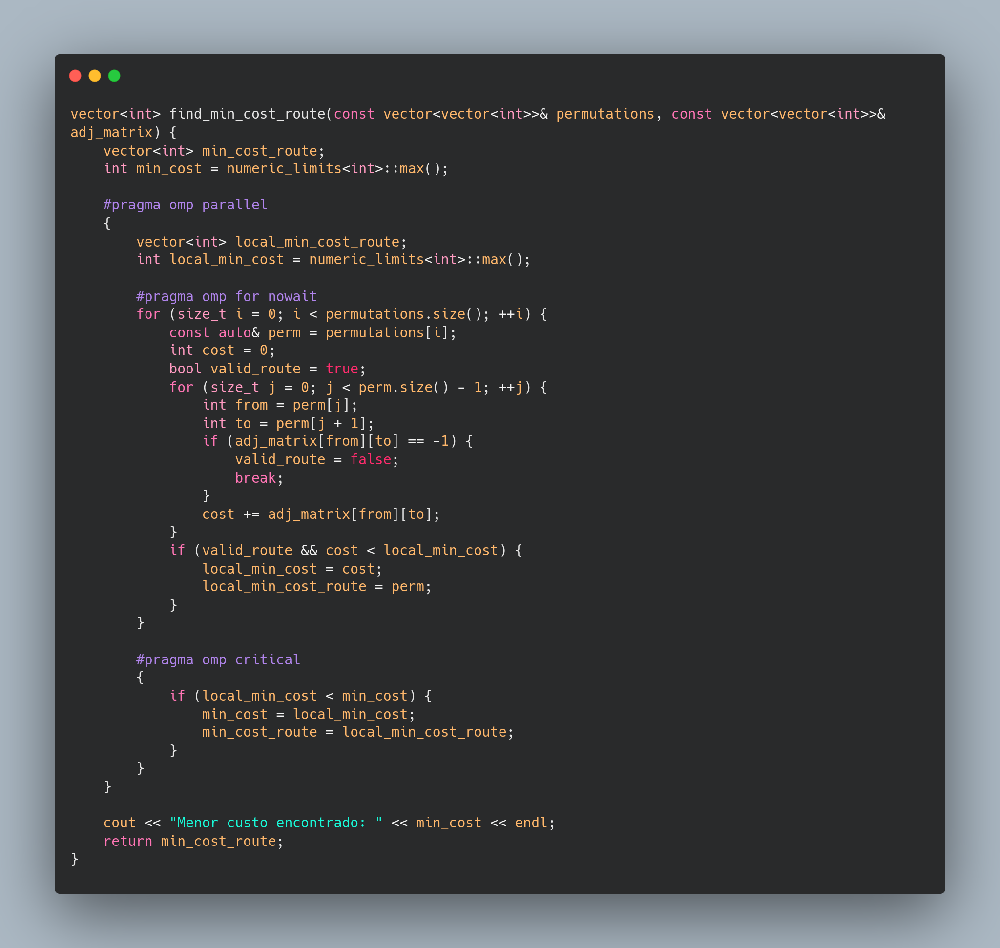 vector<int> find_min_cost_route(const vector<vector<int>>& permutations, const vector<vector<int>>&
adj_matrix) {
    vector<int> min_cost_route;
    int min_cost = numeric_limits<int>::max();

    #pragma omp parallel
    {
        vector<int> local_min_cost_route;
        int local_min_cost = numeric_limits<int>::max();

        #pragma omp for nowait
        for (size_t i = 0; i < permutations.size(); ++i) {
            const auto& perm = permutations[i];
            int cost = 0;
            bool valid_route = true;
            for (size_t j = 0; j < perm.size() - 1; ++j) {
                int from = perm[j];
                int to = perm[j + 1];
                if (adj_matrix[from][to] == -1) {
                    valid_route = false;
                    break;
                }
                cost += adj_matrix[from][to];
            }
            if (valid_route && cost < local_min_cost) {
                local_min_cost = cost;
                local_min_cost_route = perm;
            }
        }

        #pragma omp critical
        {
            if (local_min_cost < min_cost) {
                min_cost = local_min_cost;
                min_cost_route = local_min_cost_route;
            }
        }
    }

    cout << "Menor custo encontrado: " << min_cost << endl;
    return min_cost_route;
}